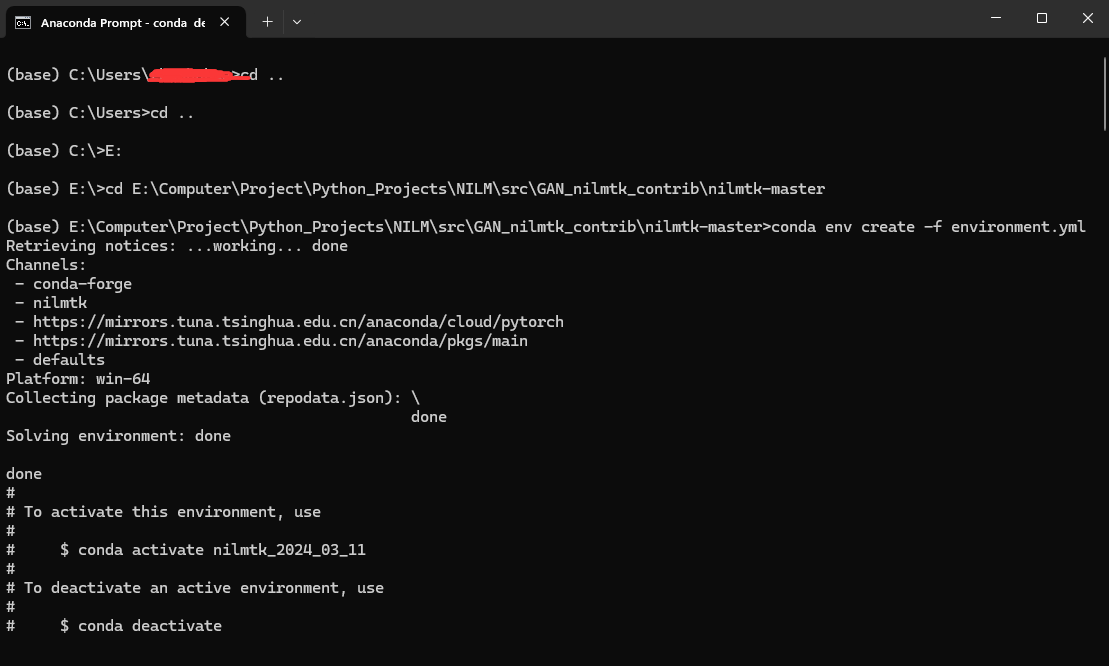 Anaconda Prompt - conda de
(base) C:\Users\>cd ..
(base) C:\Users>cd ..
(base) C:\>E:
(base) E:\>cd E:\Computer\Project\Python_Projects\NILM\src\GAN_nilmtk_contrib\nilmtk-master
(base) E:\Computer\Project\Python_Projects\NILM\src\GAN_nilmtk_contrib\nilmtk-master>conda env create -f environment.yml
Retrieving notices: ...working... done
Channels:
 - conda-forge
 - nilmtk
 - https://mirrors.tuna.tsinghua.edu.cn/anaconda/cloud/pytorch
 - https://mirrors.tuna.tsinghua.edu.cn/anaconda/pkgs/main
 - defaults
Platform: win-64
Collecting package metadata (repodata.json): \
done
Solving environment: done
done
#
# To activate this environment, use
#
#     $ conda activate nilmtk_2024_03_11
#
# To deactivate an active environment, use
#
#     $ conda deactivate